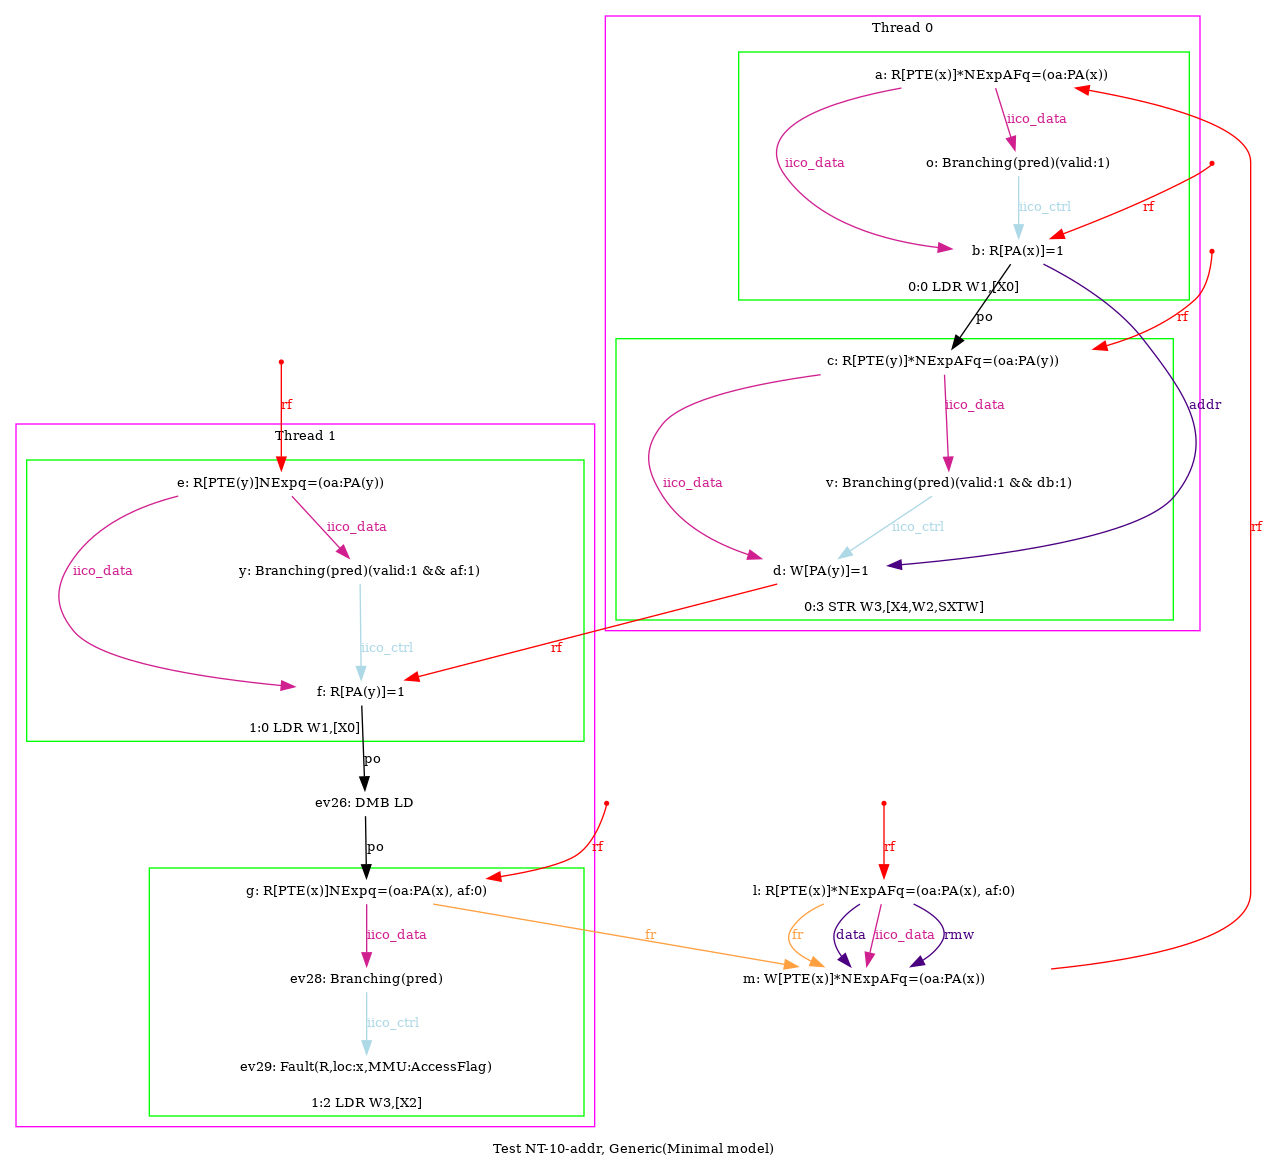 Thread 0
a: R[PTE(x)]*NExpAFq=(oa:PA(x))
iico_data
iico_data
o: Branching(pred)(valid:1)
iico_ctrl
rf
b: R[PA(x)]=1
0:0 LDR W1,[X0]
po
rf
c: R[PTE(y)]*NExpAFq=(oa:PA(y))
rf
iico_data
addr
Thread 1
iico_data
e: R[PTE(y)]NExpq=(oa:PA(y))
v: Branching(pred)(valid:1 && db:1)
iico_data
iico_ctrl
rf
iico_data
y: Branching(pred)(valid:1 && af:1)
d: W[PA(y)]=1
0:3 STR W3,[X4,W2,SXTW]
iico_ctrl
rf
f: R[PA(y)]=1
1:0 LDR W1,[X0]
po
ev26: DMB LD
po
rf
rf
g: R[PTE(x)]NExpq=(oa:PA(x), af:0)
l: R[PTE(x)]*NExpAFq=(oa:PA(x), af:0)
iico_data
fr
fr
data
iico_data
rmw
ev28: Branching(pred)
m: W[PTE(x)]*NExpAFq=(oa:PA(x))
iico_ctrl
ev29: Fault(R,loc:x,MMU:AccessFlag)
1:2 LDR W3,[X2]
Test NT-10-addr, Generic(Minimal model)